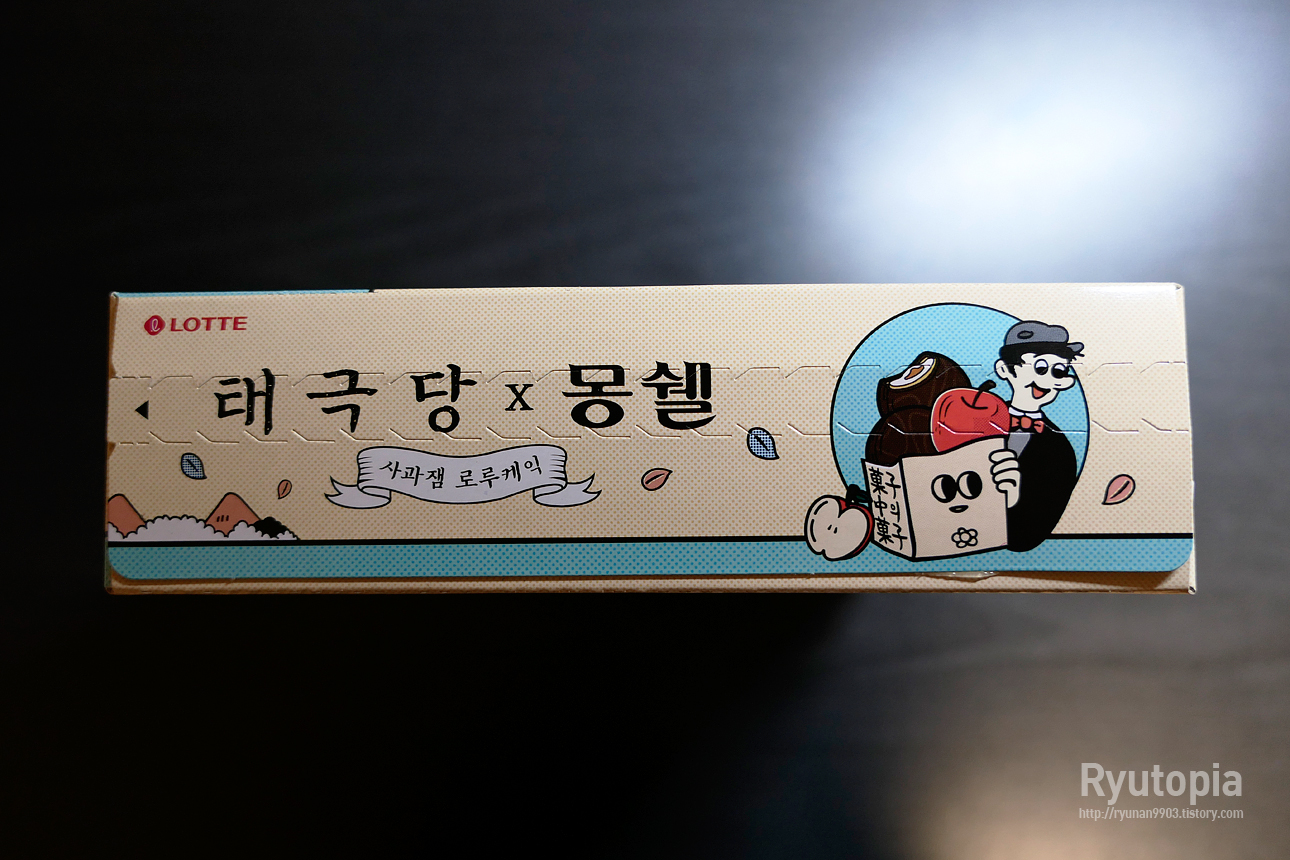 LOTTE
태극당 x 몽쉘
사과잼 로루케익
菓子
中의
菓子
Ryutopia
http://ryunan9903.tistory.com